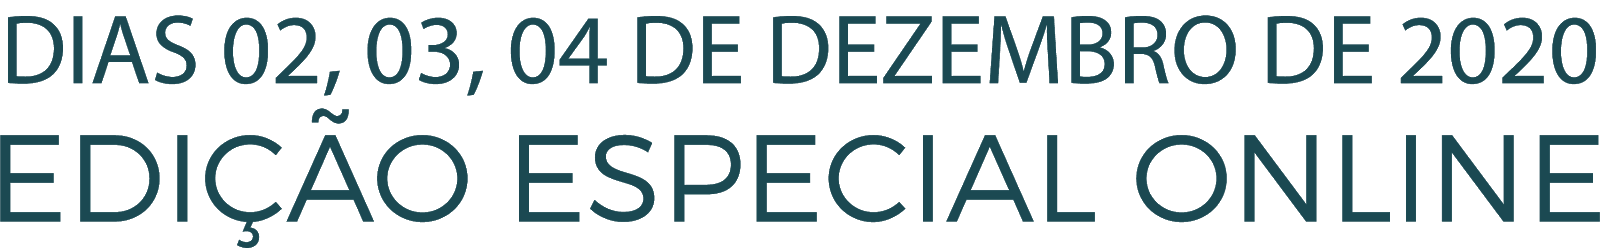 DIAS 02, 03, 04 DE DEZEMBRO DE 2020
EDIÇÃO ESPECIAL ONLINE